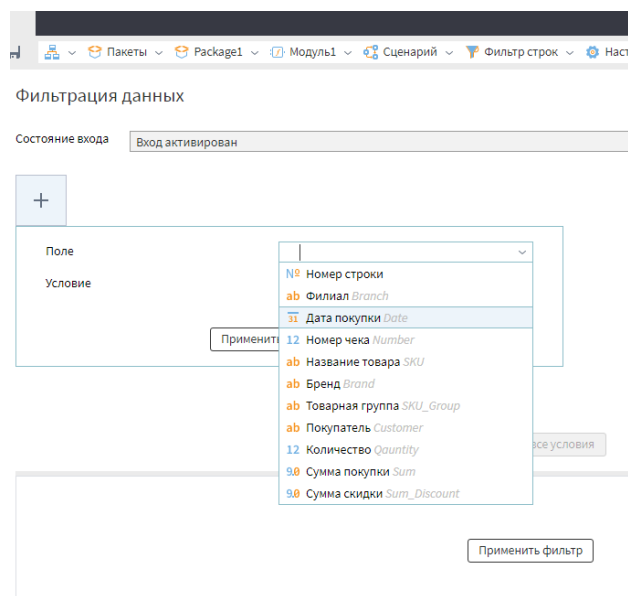 Пакеты Package1 Модуль1 Сценарий Фильтр строк
Фильтрация данных
Состояние входа Вход активирован
+
Поле
Условие
№ Номер строки
ab Филиал Branch
31 Дата покупки Date
Применить
12 Номер чека Number
ab Название товара SKU
ab Бренд Brand
ab Товарная группа SKU_Group
ab Покупатель Customer
12 Количество Qauntity
все условия
9.0 Сумма покупки Sum
9.0 Сумма скидки Sum_Discount
Применить фильтр